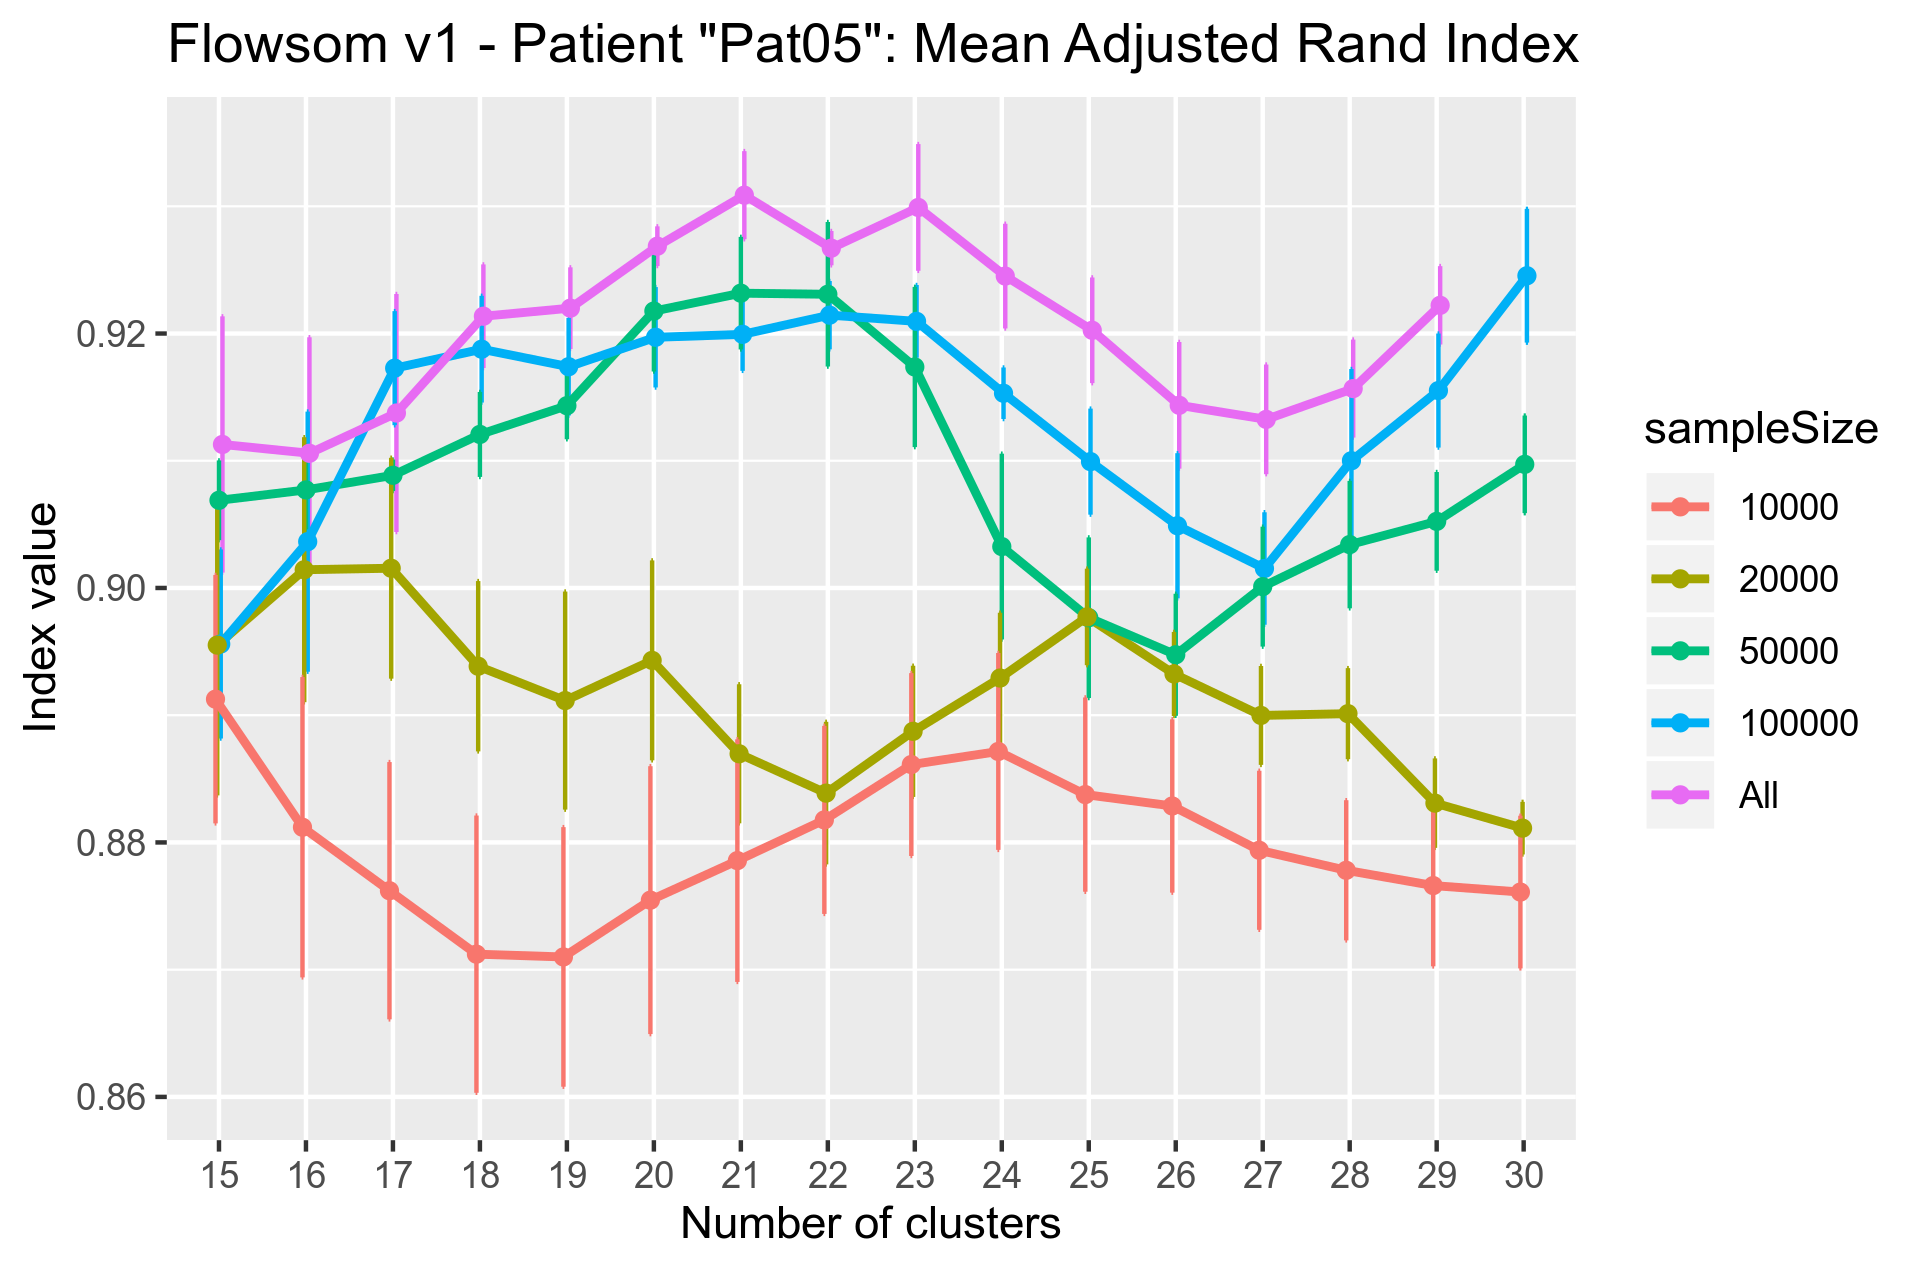 Flowsom v1 - Patient "Pat05": Mean Adjusted Rand Index
Index value
0.92
0.90
0.88
0.86
15 16 17 18 19 20 21 22 23 24 25 26 27 28 29 30
Number of clusters
sampleSize
10000
20000
50000
100000
All